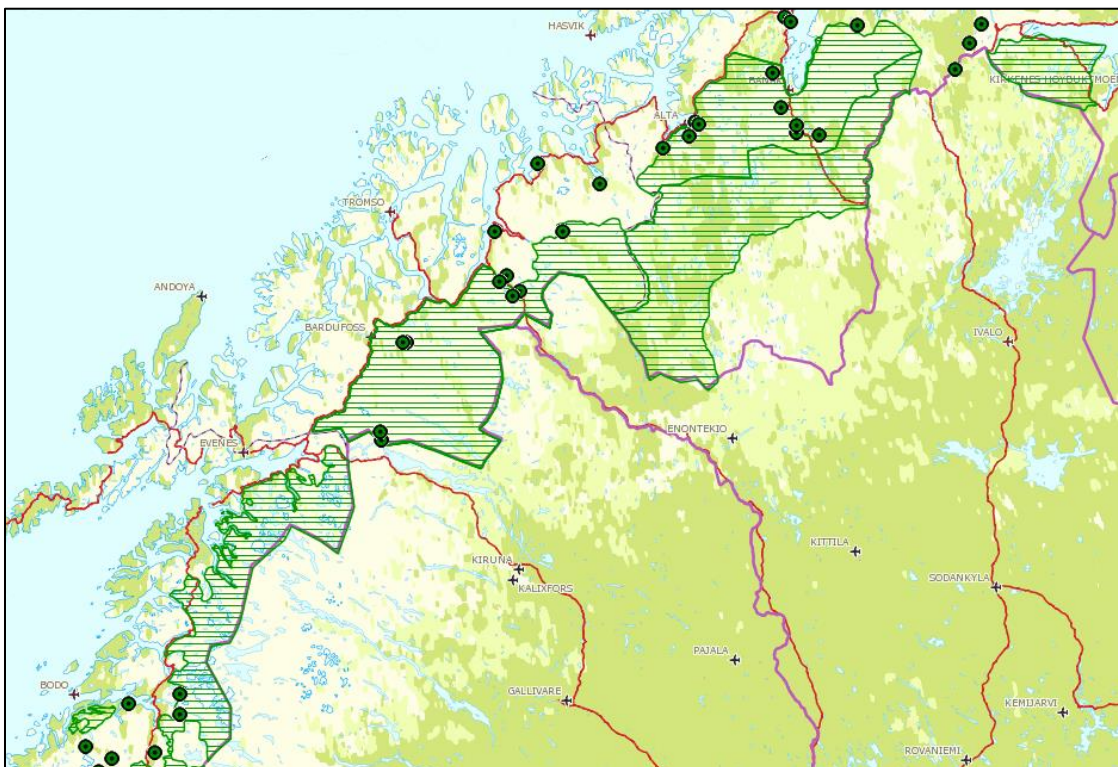 HASVIK
BANAK
KIRKENES HOYBUKTMOEN
ALTA
TROMSO
ANDOYA
BARDUFOSS
IVALO
ENONTEKIO
EVENES
KITTILA
KIRUNA
KALIXFORS
SODANKYLA
PAJALA
BODO
GALLIVARE
KEMIJARVI
ROVANIEMI